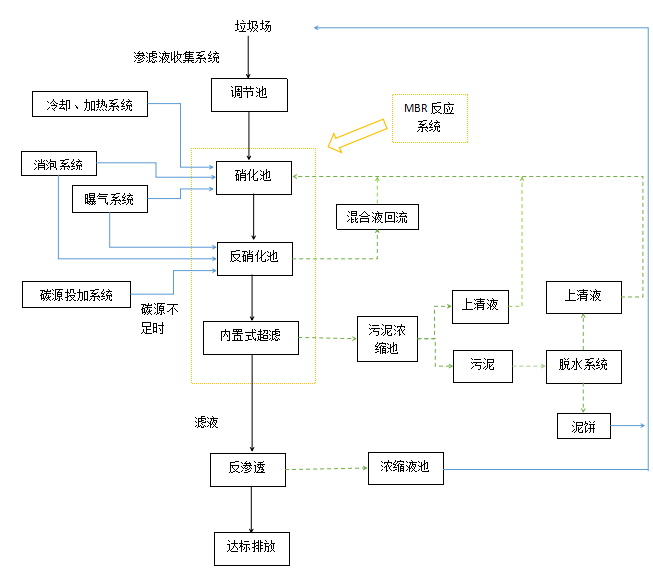 垃圾场
渗滤液收集系统
调节池
冷却、加热系统
MBR 反应
系统
消泡系统
硝化池
曝气系统
混合液回流
反硝化池
碳源投加系统
碳源不
足时
上清液
上清液
内置式超滤
污泥浓
缩池
污泥
脱水系统
滤液
泥饼
反渗透
浓缩液池
达标排放